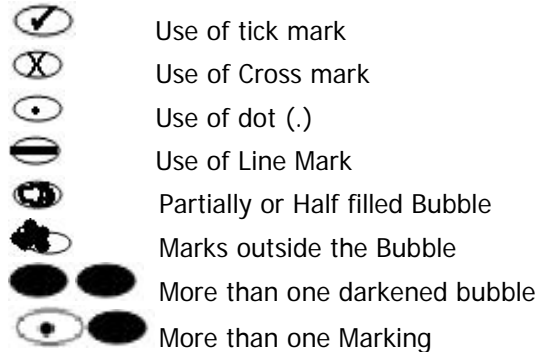 Use of tick mark
Use of Cross mark
Use of dot (.)
Use of Line Mark
Partially or Half filled Bubble
Marks outside the Bubble
More than one darkened bubble
More than one Marking